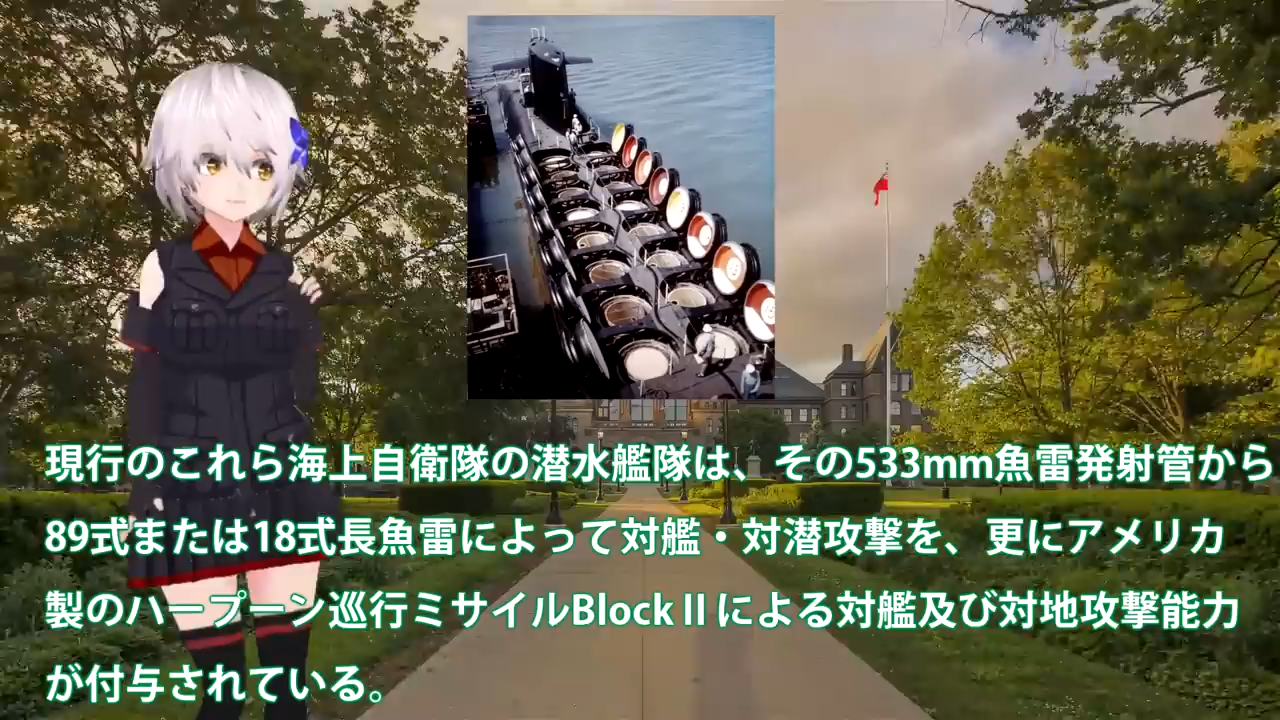 現行のこれら海上自衛隊の潜水艦隊は、その533mm魚雷発射管から
89式または18式長魚雷によって対艦・対潜攻撃を、更にアメリカ
製のハープーン巡行ミサイルBlockⅡによる対艦及び対地攻撃能力
が付与されている。